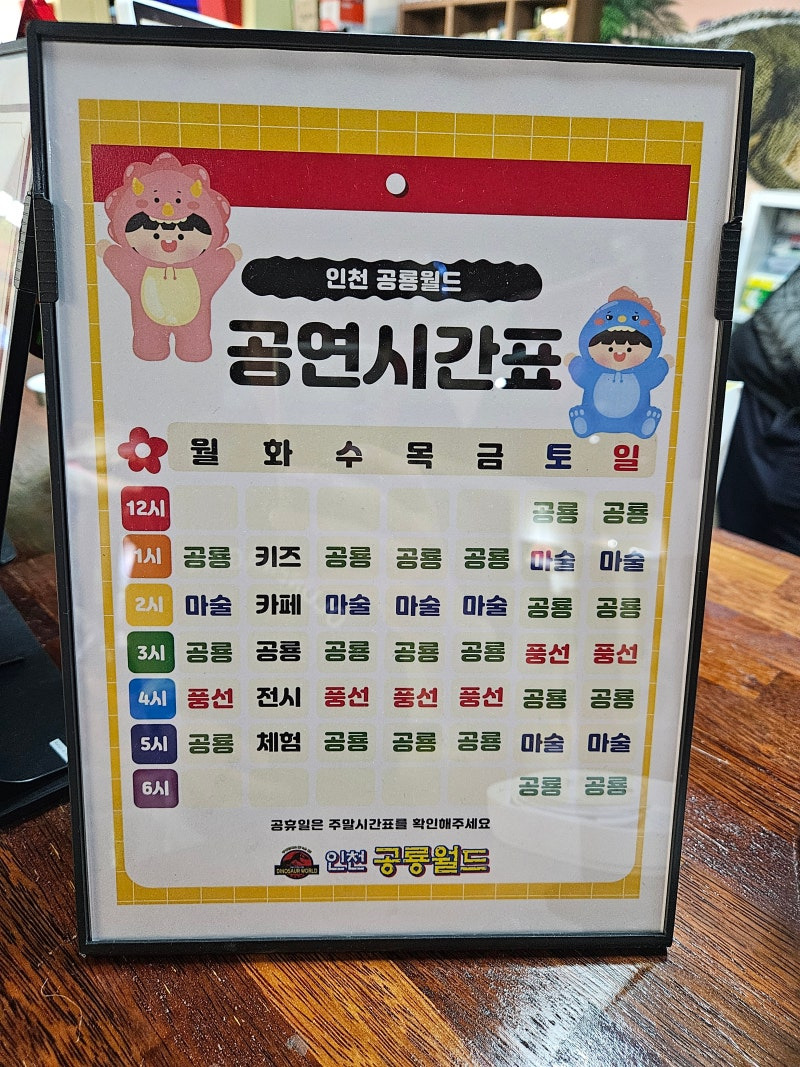 인천 공룡월드
공연시간표
월 화 수 목 금 토 일
12시 공룡 공룡
1시 공룡 키즈 공룡 공룡 공룡 마술 마술
2시 마술 카페 마술 마술 마술 공룡 공룡
3시 공룡 공룡 공룡 공룡 공룡 풍선 풍선
4시 풍선 전시 풍선 풍선 풍선 공룡 공룡
5시 공룡 체험 공룡 공룡 공룡 마술 마술
6시 공룡 공룡
공휴일은 주말시간표를 확인해주세요
DINOSAUR WORLD 인천 공룡월드